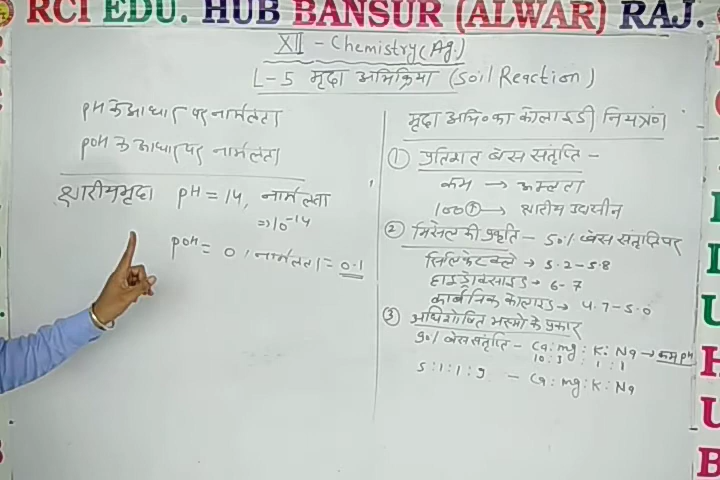 RCI EDU. HUB BANSUR (ALWAR) RAJ.
XII - Chemistry (Ag.)
L-5 मृदा अभिक्रिया (Soil Reaction)
pH के आधार पर नार्मलता
pOH के आधार पर नार्मलता
क्षारीय मृदा pH = 14, नार्मलता
⇒ 10⁻¹⁴
pOH = 0, नार्मलता = 0.1
मृदा अभि० का कोलाइडी नियंत्रण
① प्रतिशत बेस संतृप्ति -
कम → अम्लता
100 → क्षारीय उदासीन
② मिसेल की प्रकृति - 50% बेस संतृप्ति पर
सिलिकेट क्ले → 5.2-5.8
हाइड्रोक्साइड → 6-7
कार्बनिक कोलाइड → 4.7-5.0
③ अधिशोषित भस्मों के प्रकार
90% बेस संतृप्ति - Ca : mg : K : Na → कम pH
10 : 3 : 1 : 1
5 : 1 : 1 : 9 - Ca : mg : K : Na
U
H
U
B